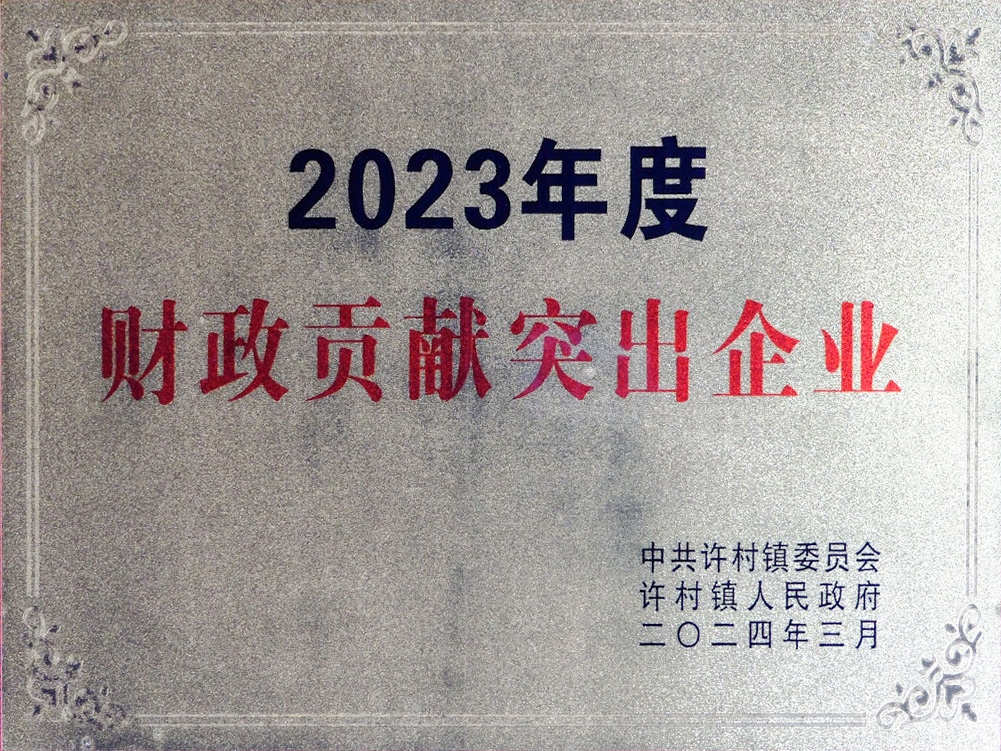 2023年度
财政贡献突出企业
中共许村镇委员会
许村镇人民政府
二〇二四年三月